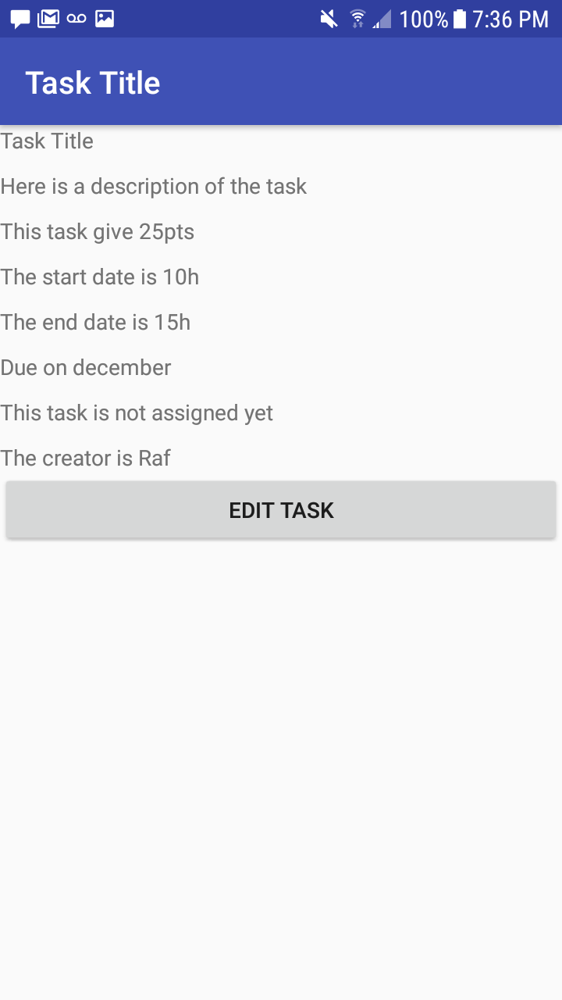 100% 7:36 PM
Task Title
Task Title
Here is a description of the task
This task give 25pts
The start date is 10h
The end date is 15h
Due on december
This task is not assigned yet
The creator is Raf
EDIT TASK